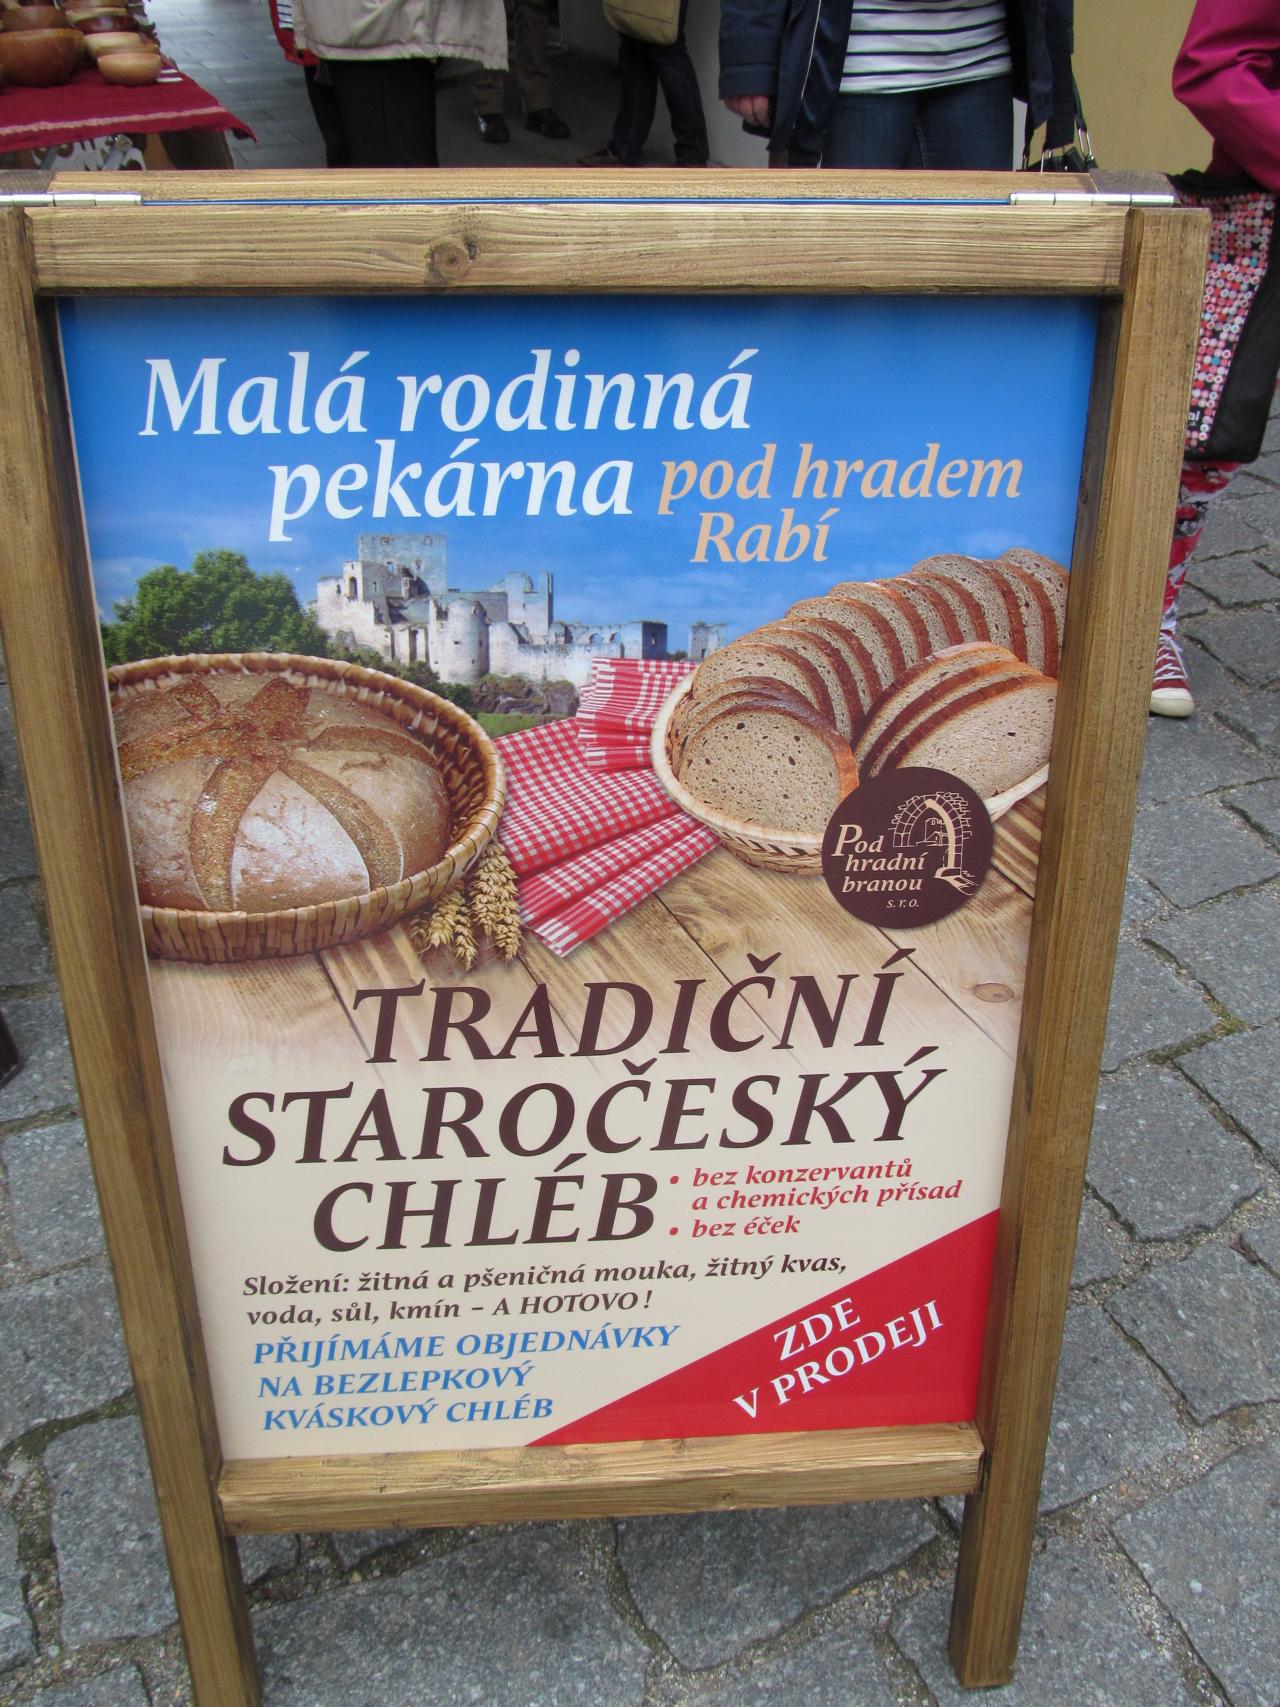 Malá rodinná
pekárna pod hradem
Rabí
Pod
hradní
branou
s.r.o.
TRADIČNÍ
STAROČESKÝ
CHLÉB
• bez konzervantů
a chemických přísad
• bez éček
Složení: žitná a pšeničná mouka, žitný kvas,
voda, sůl, kmín – A HOTOVO!
PŘIJÍMÁME OBJEDNÁVKY
NA BEZLEPKOVÝ
KVÁSKOVÝ CHLÉB
ZDE
V PRODEJI